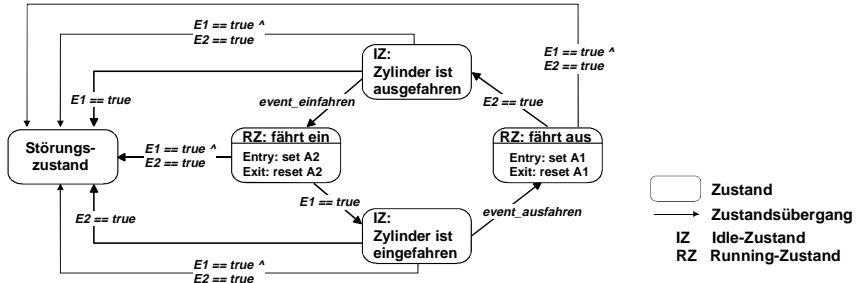 E1 == true ^
E2 == true
E1 == true ^
E2 == true
IZ:
Zylinder ist
ausgefahren
E1 == true
event_einfahren
E2 == true
Störungs-
zustand
E1 == true ^
E2 == true
RZ: fährt ein
Entry: set A2
Exit: reset A2
RZ: fährt aus
Entry: set A1
Exit: reset A1
E1 == true
E2 == true
event_ausfahren
IZ:
Zylinder ist
eingefahren
E1 == true ^
E2 == true
Zustand
Zustandsübergang
IZ Idle-Zustand
RZ Running-Zustand